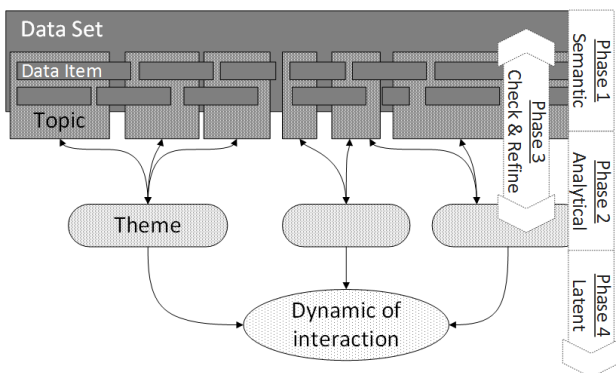 Data Set
Data Item
Topic
Theme
Dynamic of
interaction
Phase 1
Semantic
Phase 3
Check & Refine
Phase 2
Analytical
Phase 4
Latent